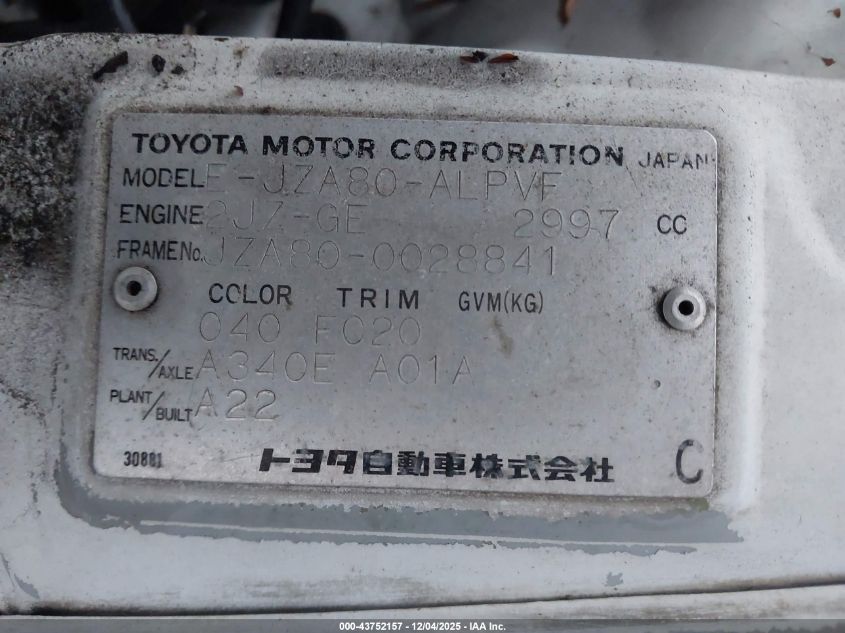 TOYOTA MOTOR CORPORATION JAPAN
MODEL E-JZA80-ALPVF
ENGINE 2JZ-GE 2997 CC
FRAME No. JZA80-0028841
COLOR TRIM GVM(KG)
040 FC20
TRANS./AXLE A340E A01A
PLANT/BUILT A22
30881 トヨタ自動車株式会社 C
000-43752157 - 12/04/2025 - IAA Inc.